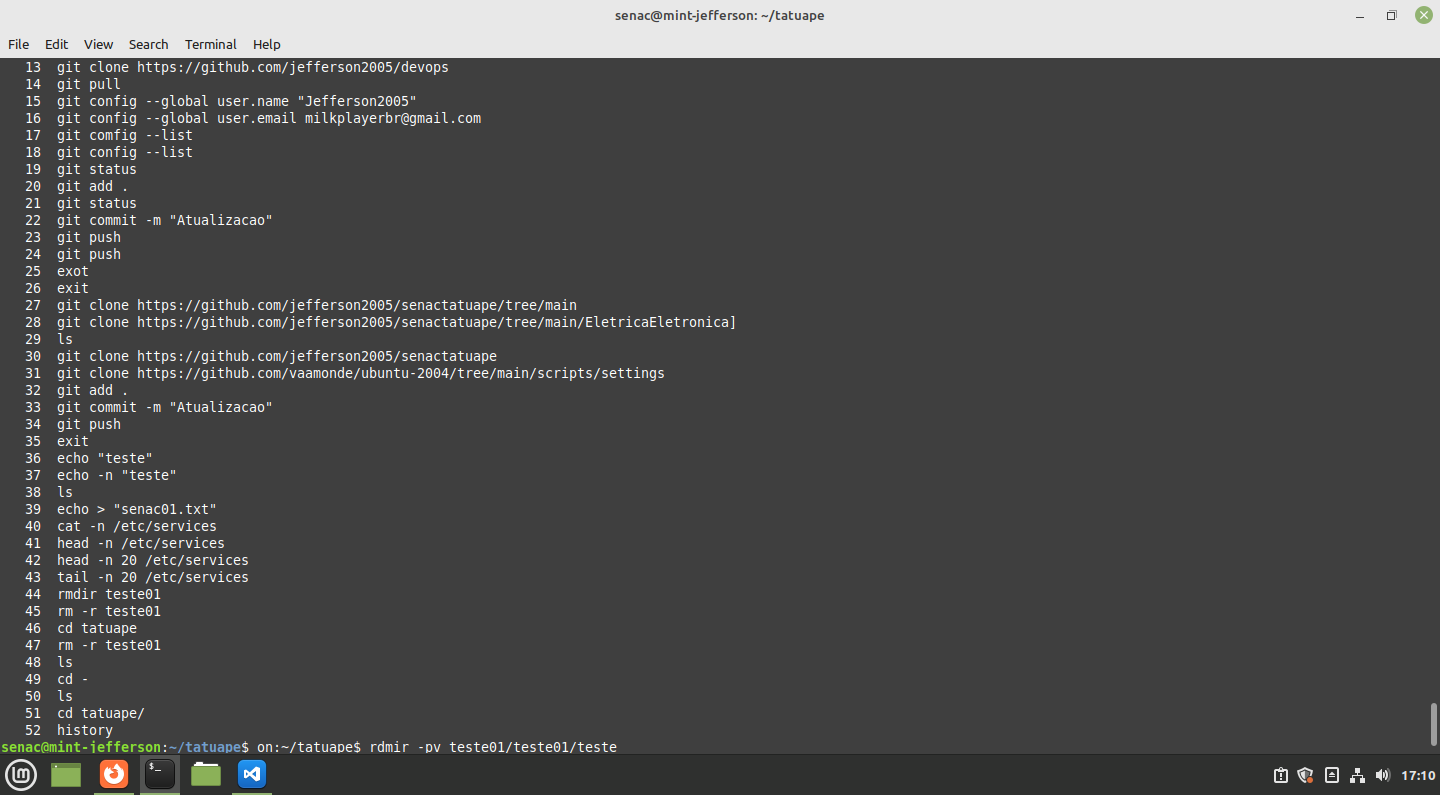 senac@mint-jefferson: ~/tatuape
File Edit View Search Terminal Help
13 git clone https://github.com/jefferson2005/devops
14 git pull
15 git config --global user.name "Jefferson2005"
16 git config --global user.email milkplayerbr@gmail.com
17 git comfig --list
18 git config --list
19 git status
20 git add .
21 git status
22 git commit -m "Atualizacao"
23 git push
24 git push
25 exot
26 exit
27 git clone https://github.com/jefferson2005/senactatuape/tree/main
28 git clone https://github.com/jefferson2005/senactatuape/tree/main/EletricaEletronica]
29 ls
30 git clone https://github.com/jefferson2005/senactatuape
31 git clone https://github.com/vaamonde/ubuntu-2004/tree/main/scripts/settings
32 git add .
33 git commit -m "Atualizacao"
34 git push
35 exit
36 echo "teste"
37 echo -n "teste"
38 ls
39 echo > "senac01.txt"
40 cat -n /etc/services
41 head -n /etc/services
42 head -n 20 /etc/services
43 tail -n 20 /etc/services
44 rmdir teste01
45 rm -r teste01
46 cd tatuape
47 rm -r teste01
48 ls
49 cd -
50 ls
51 cd tatuape/
52 history
senac@mint-jefferson:~/tatuape$ on:~/tatuape$ rdmir -pv teste01/teste01/teste
17:10